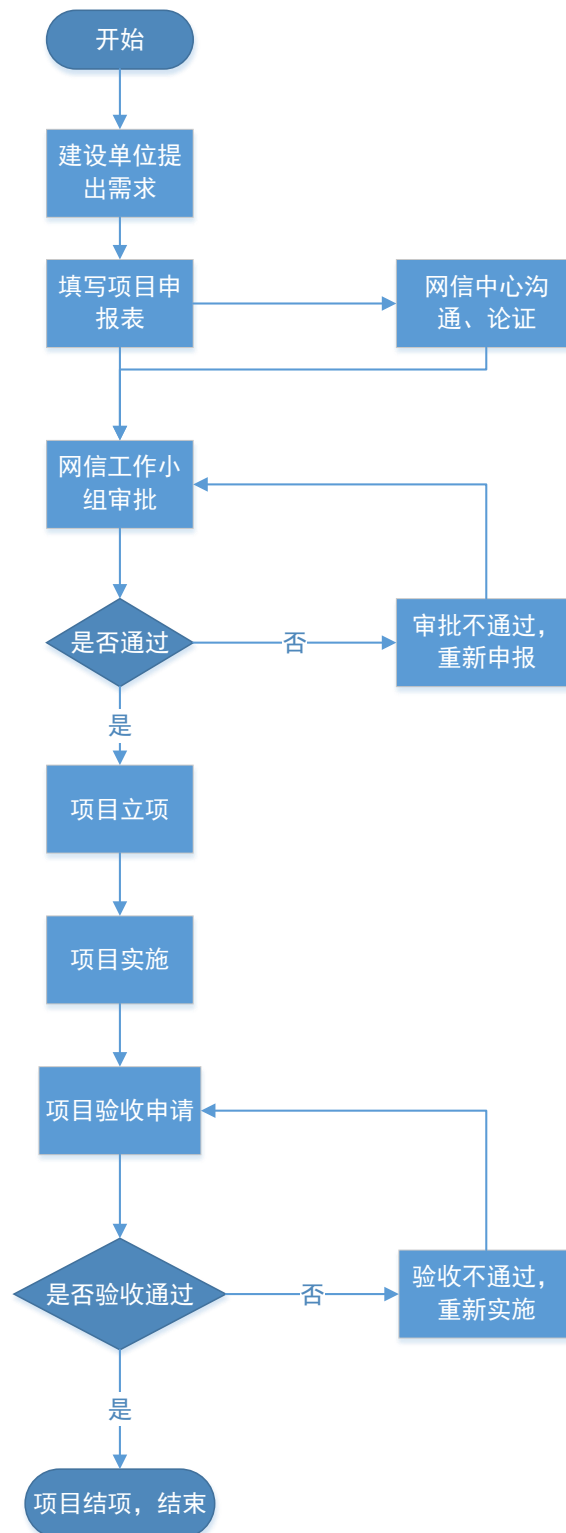 开始
建设单位提
出需求
填写项目申
报表
网信中心沟
通、论证
网信工作小
组审批
是否通过
否
审批不通过，
重新申报
是
项目立项
项目实施
项目验收申请
是否验收通过
否
验收不通过，
重新实施
是
项目结项，结束